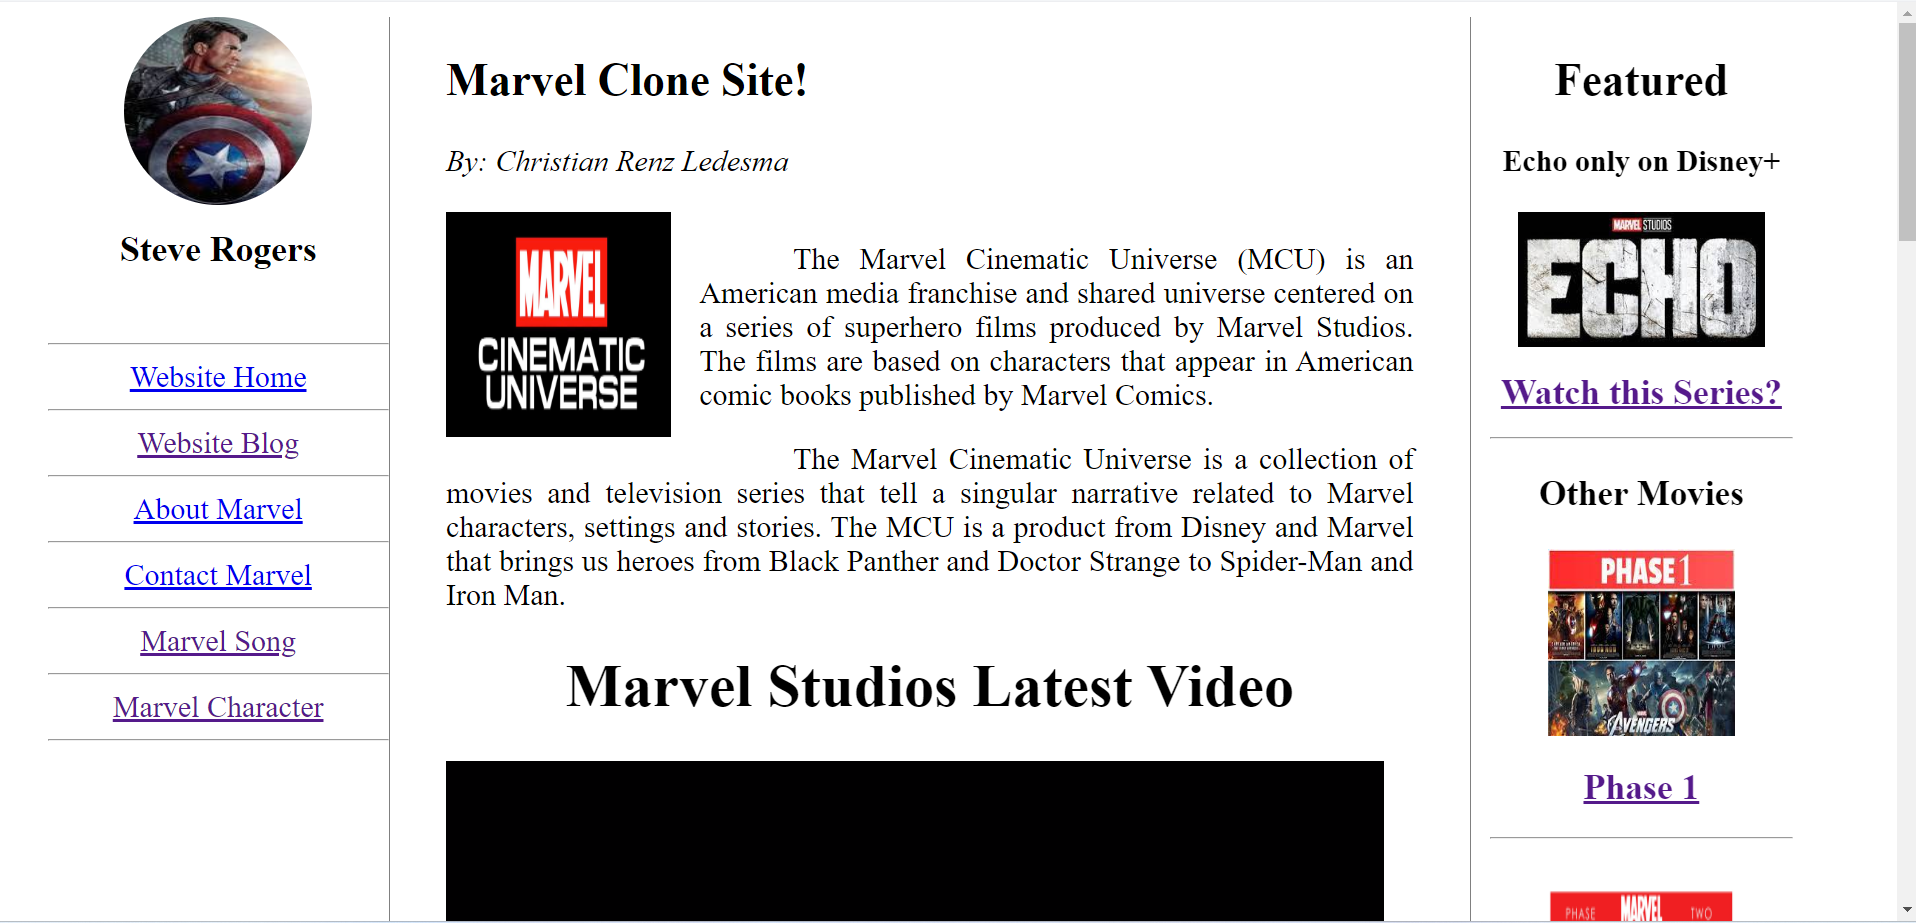 Steve Rogers
Website Home
Website Blog
About Marvel
Contact Marvel
Marvel Song
Marvel Character
Marvel Clone Site!
By: Christian Renz Ledesma
MARVEL
CINEMATIC
UNIVERSE
The Marvel Cinematic Universe (MCU) is an
American media franchise and shared universe centered on
a series of superhero films produced by Marvel Studios.
The films are based on characters that appear in American
comic books published by Marvel Comics.
The Marvel Cinematic Universe is a collection of
movies and television series that tell a singular narrative related to Marvel
characters, settings and stories. The MCU is a product from Disney and Marvel
that brings us heroes from Black Panther and Doctor Strange to Spider-Man and
Iron Man.
Marvel Studios Latest Video
Featured
Echo only on Disney+
MARVEL STUDIOS
ECHO
Watch this Series?
Other Movies
PHASE 1
AVENGERS
Phase 1
PHASE MARVEL TWO